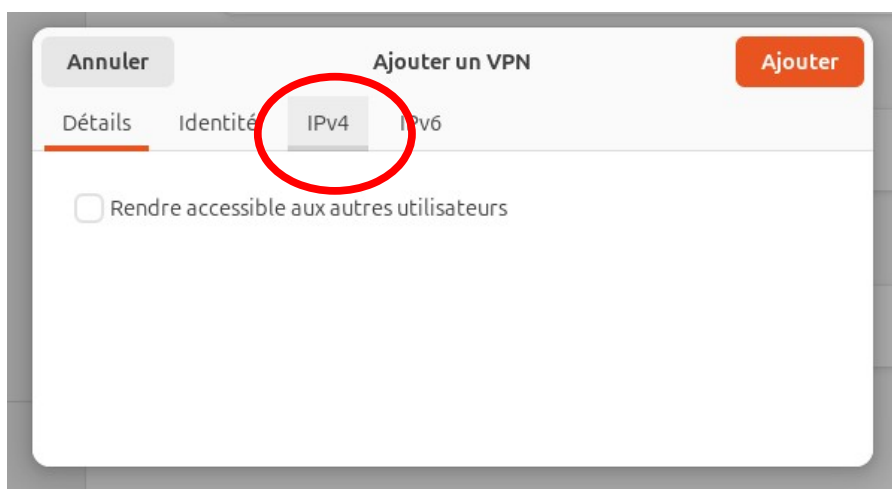 Annuler Ajouter un VPN Ajouter
Détails Identité IPv4 IPv6
Rendre accessible aux autres utilisateurs